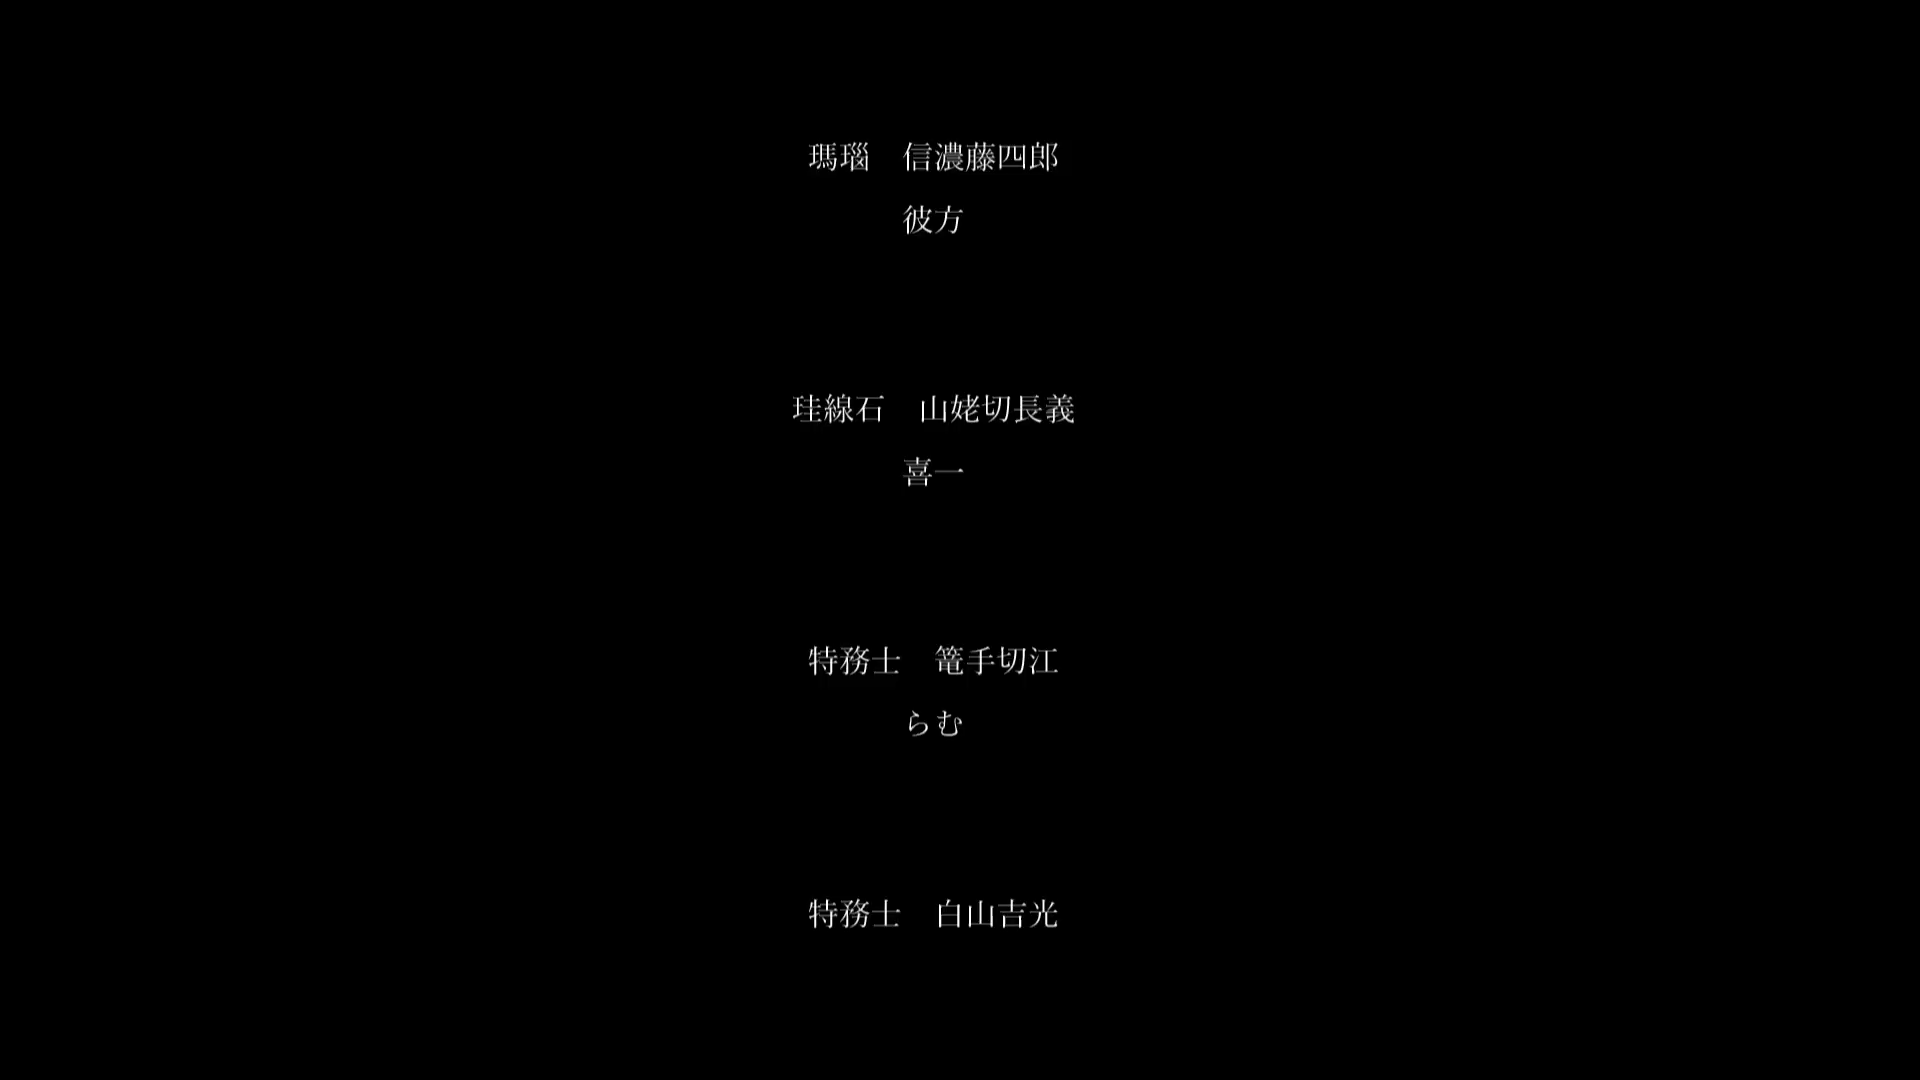 瑪瑙　信濃藤四郎
彼方
珪線石　山姥切長義
喜一
特務士　篭手切江
らむ
特務士　白山吉光